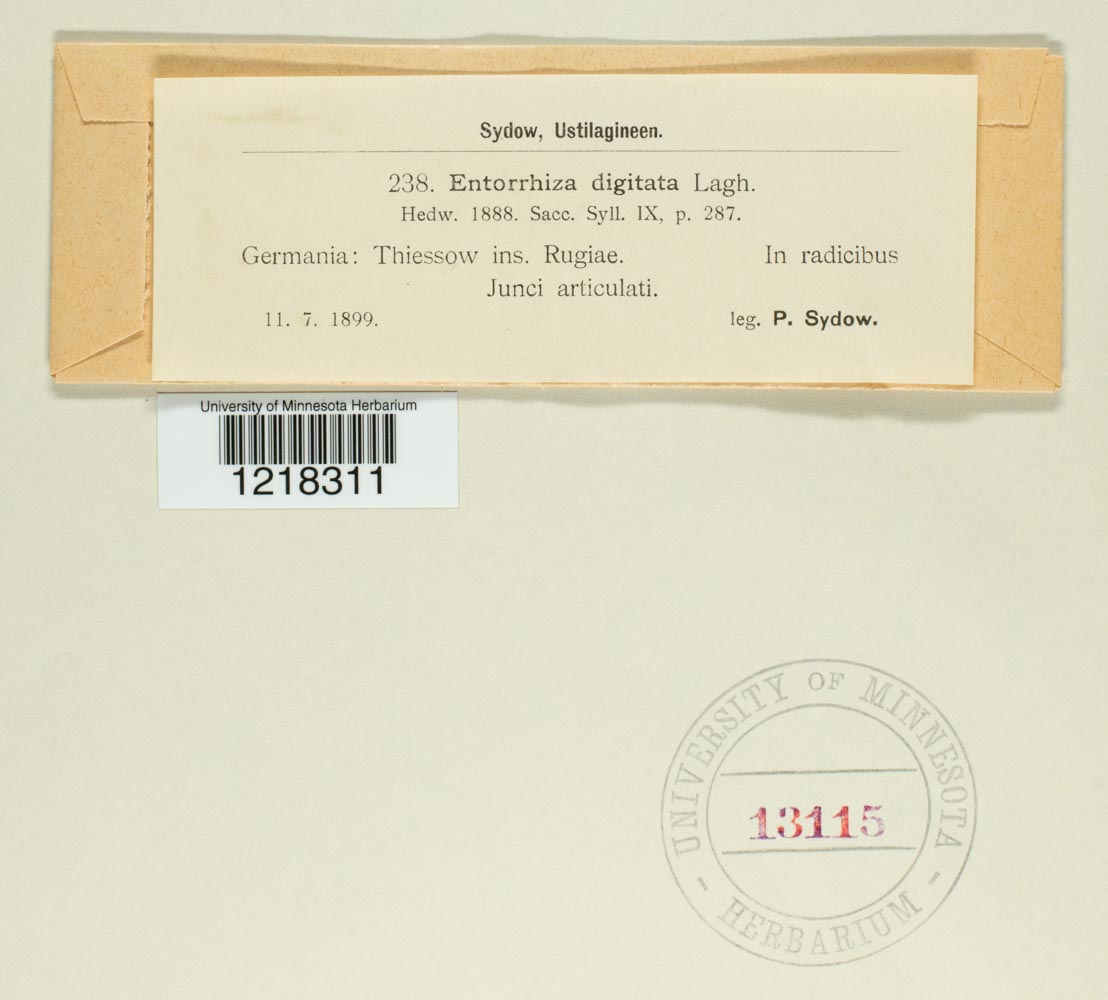 Sydow, Ustilagineen.
238. Entorrhiza digitata Lagh.
Hedw. 1888. Sacc. Syll. IX, p. 287.
Germania: Thiessow ins. Rugiae. In radicibus
Junci articulati.
11. 7. 1899. leg. P. Sydow.
University of Minnesota Herbarium
1218311
UNIVERSITY OF MINNESOTA
13115
- HERBARIUM -